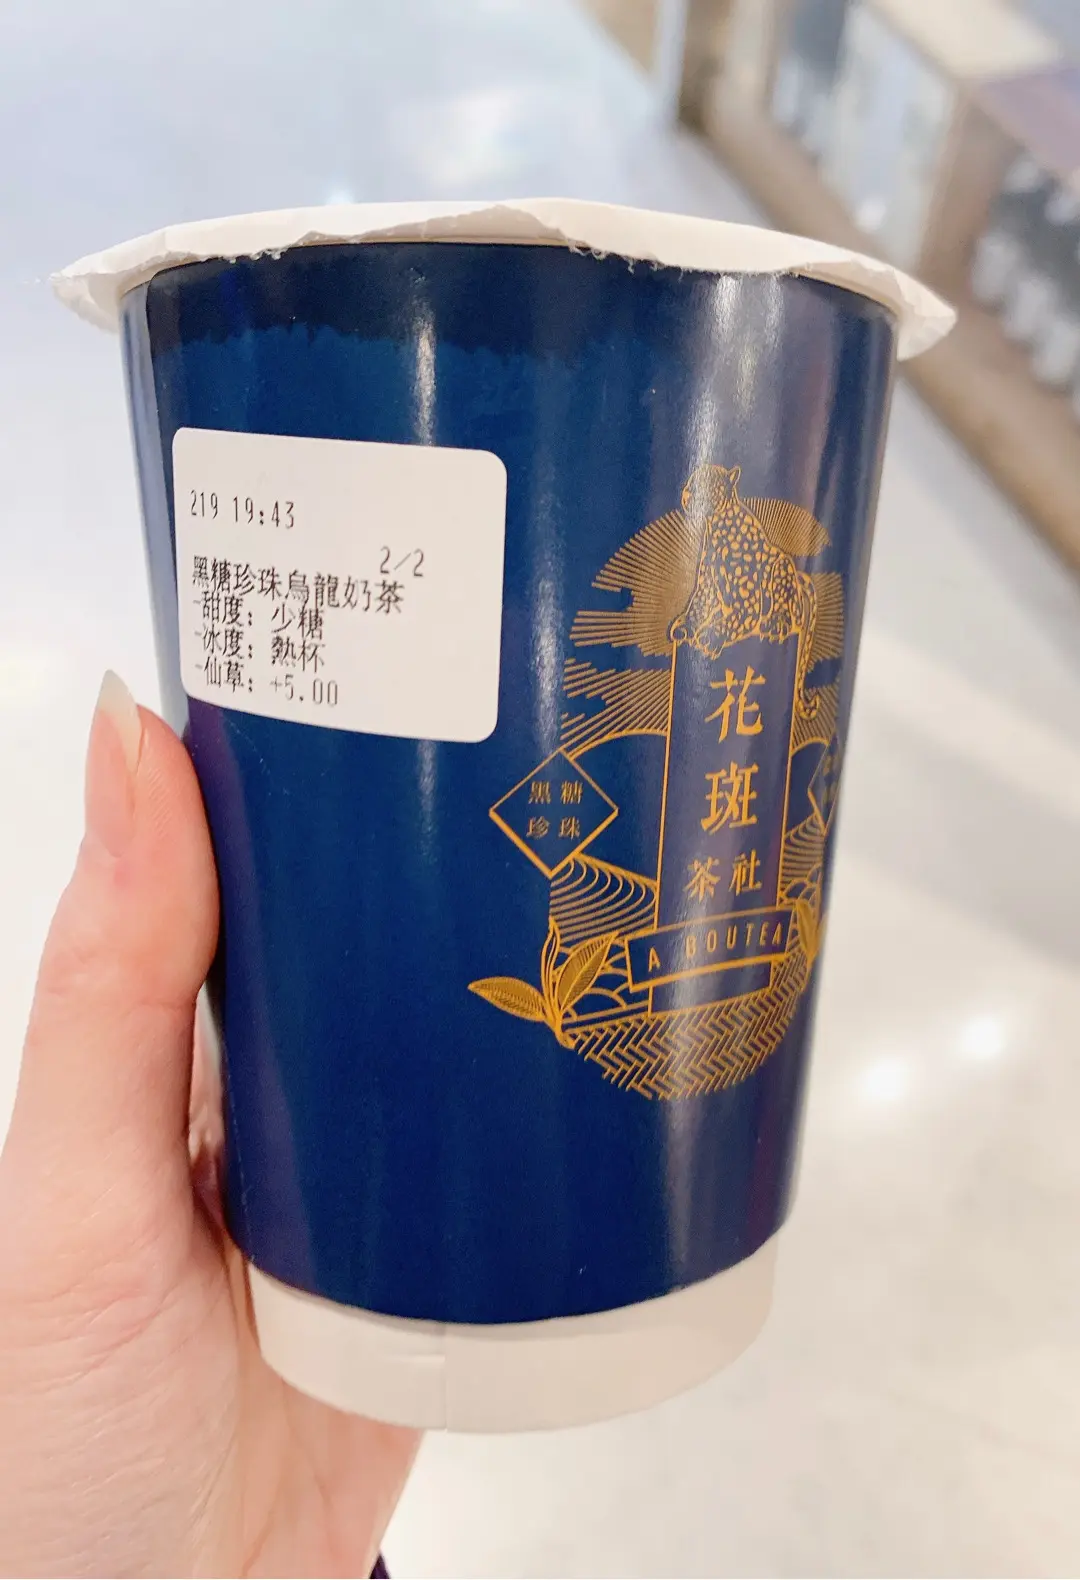 219 19:43
2/2
黑糖珍珠烏龍奶茶
-甜度: 少糖
-冰度: 熱杯
-仙草: +5.00
花
斑
茶社
A BOUTEA
黑糖
珍珠